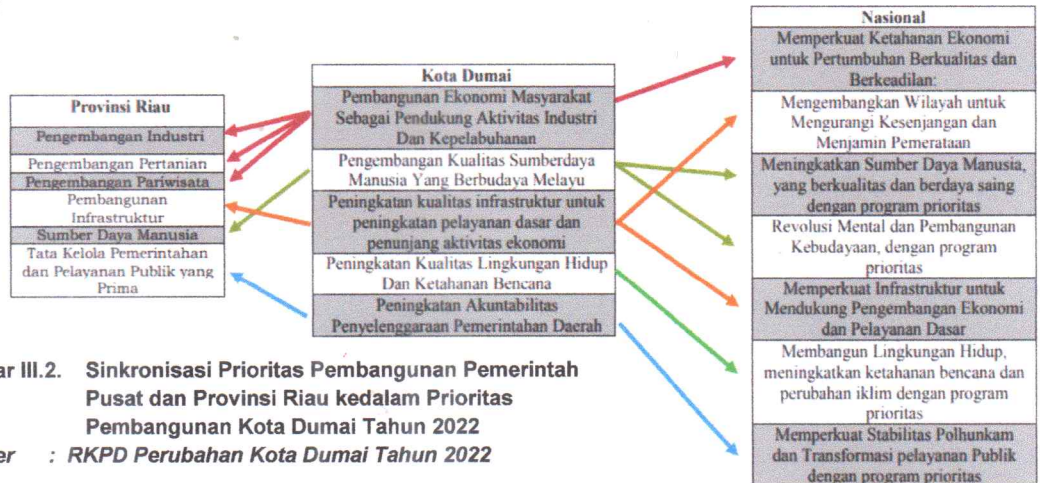 Provinsi Riau
Pengembangan Industri
Pengembangan Pertanian
Pengembangan Pariwisata
Pembangunan
Infrastruktur
Sumber Daya Manusia
Tata Kelola Pemerintahan
dan Pelayanan Publik yang
Prima
Kota Dumai
Pembangunan Ekonomi Masyarakat
Sebagai Pendukung Aktivitas Industri
Dan Kepelabuhanan
Pengembangan Kualitas Sumberdaya
Manusia Yang Berbudaya Melayu
Peningkatan kualitas infrastruktur untuk
peningkatan pelayanan dasar dan
penunjang aktivitas ekonomi
Peningkatan Kualitas Lingkungan Hidup
Dan Ketahanan Bencana
Peningkatan Akuntabilitas
Penyelenggaraan Pemerintahan Daerah
Nasional
Memperkuat Ketahanan Ekonomi
untuk Pertumbuhan Berkualitas dan
Berkeadilan:
Mengembangkan Wilayah untuk
Mengurangi Kesenjangan dan
Menjamin Pemerataan
Meningkatkan Sumber Daya Manusia,
yang berkualitas dan berdaya saing
dengan program prioritas
Revolusi Mental dan Pembangunan
Kebudayaan, dengan program
prioritas
Memperkuat Infrastruktur untuk
Mendukung Pengembangan Ekonomi
dan Pelayanan Dasar
Membangun Lingkungan Hidup,
meningkatkan ketahanan bencana dan
perubahan iklim dengan program
prioritas
Memperkuat Stabilitas Polhunkam
dan Transformasi pelayanan Publik
dengan program prioritas
ar III.2. Sinkronisasi Prioritas Pembangunan Pemerintah
Pusat dan Provinsi Riau kedalam Prioritas
Pembangunan Kota Dumai Tahun 2022
er : RKPD Perubahan Kota Dumai Tahun 2022